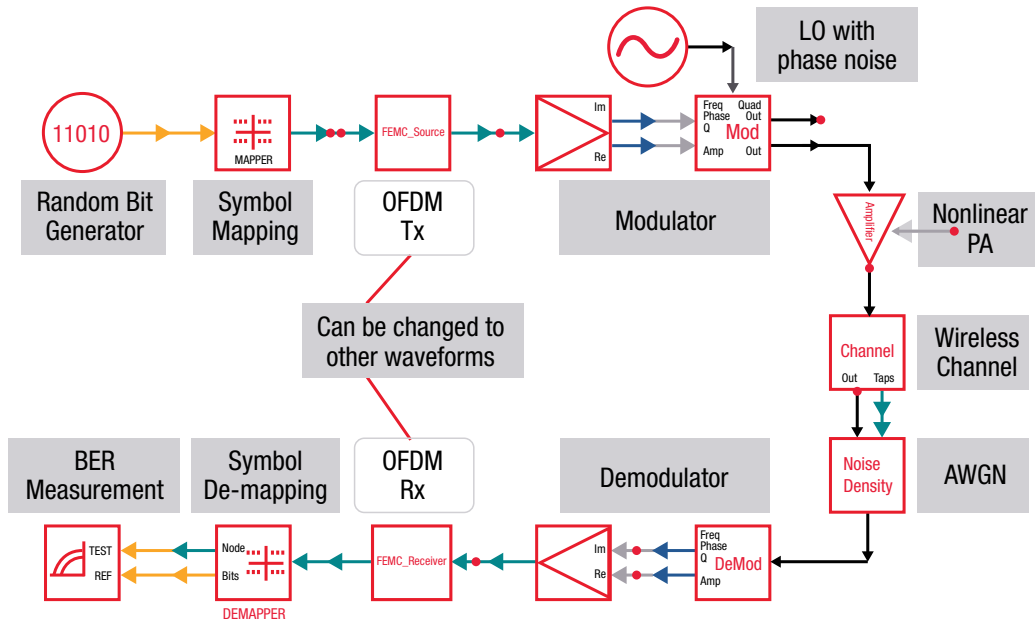 LO with
phase noise
11010
MAPPER
FEMC_Source
Im
Re
Freq
Phase
Q
Amp
Quad
Out
Mod
Out
Random Bit
Generator
Symbol
Mapping
OFDM
Tx
Modulator
Amplifier
Nonlinear
PA
Can be changed to
other waveforms
Channel
Out
Taps
Wireless
Channel
BER
Measurement
Symbol
De-mapping
OFDM
Rx
Demodulator
Noise
Density
AWGN
TEST
REF
Node
Bits
DEMAPPER
FEMC_Receiver
Im
Re
Freq
Phase
Q
Amp
DeMod